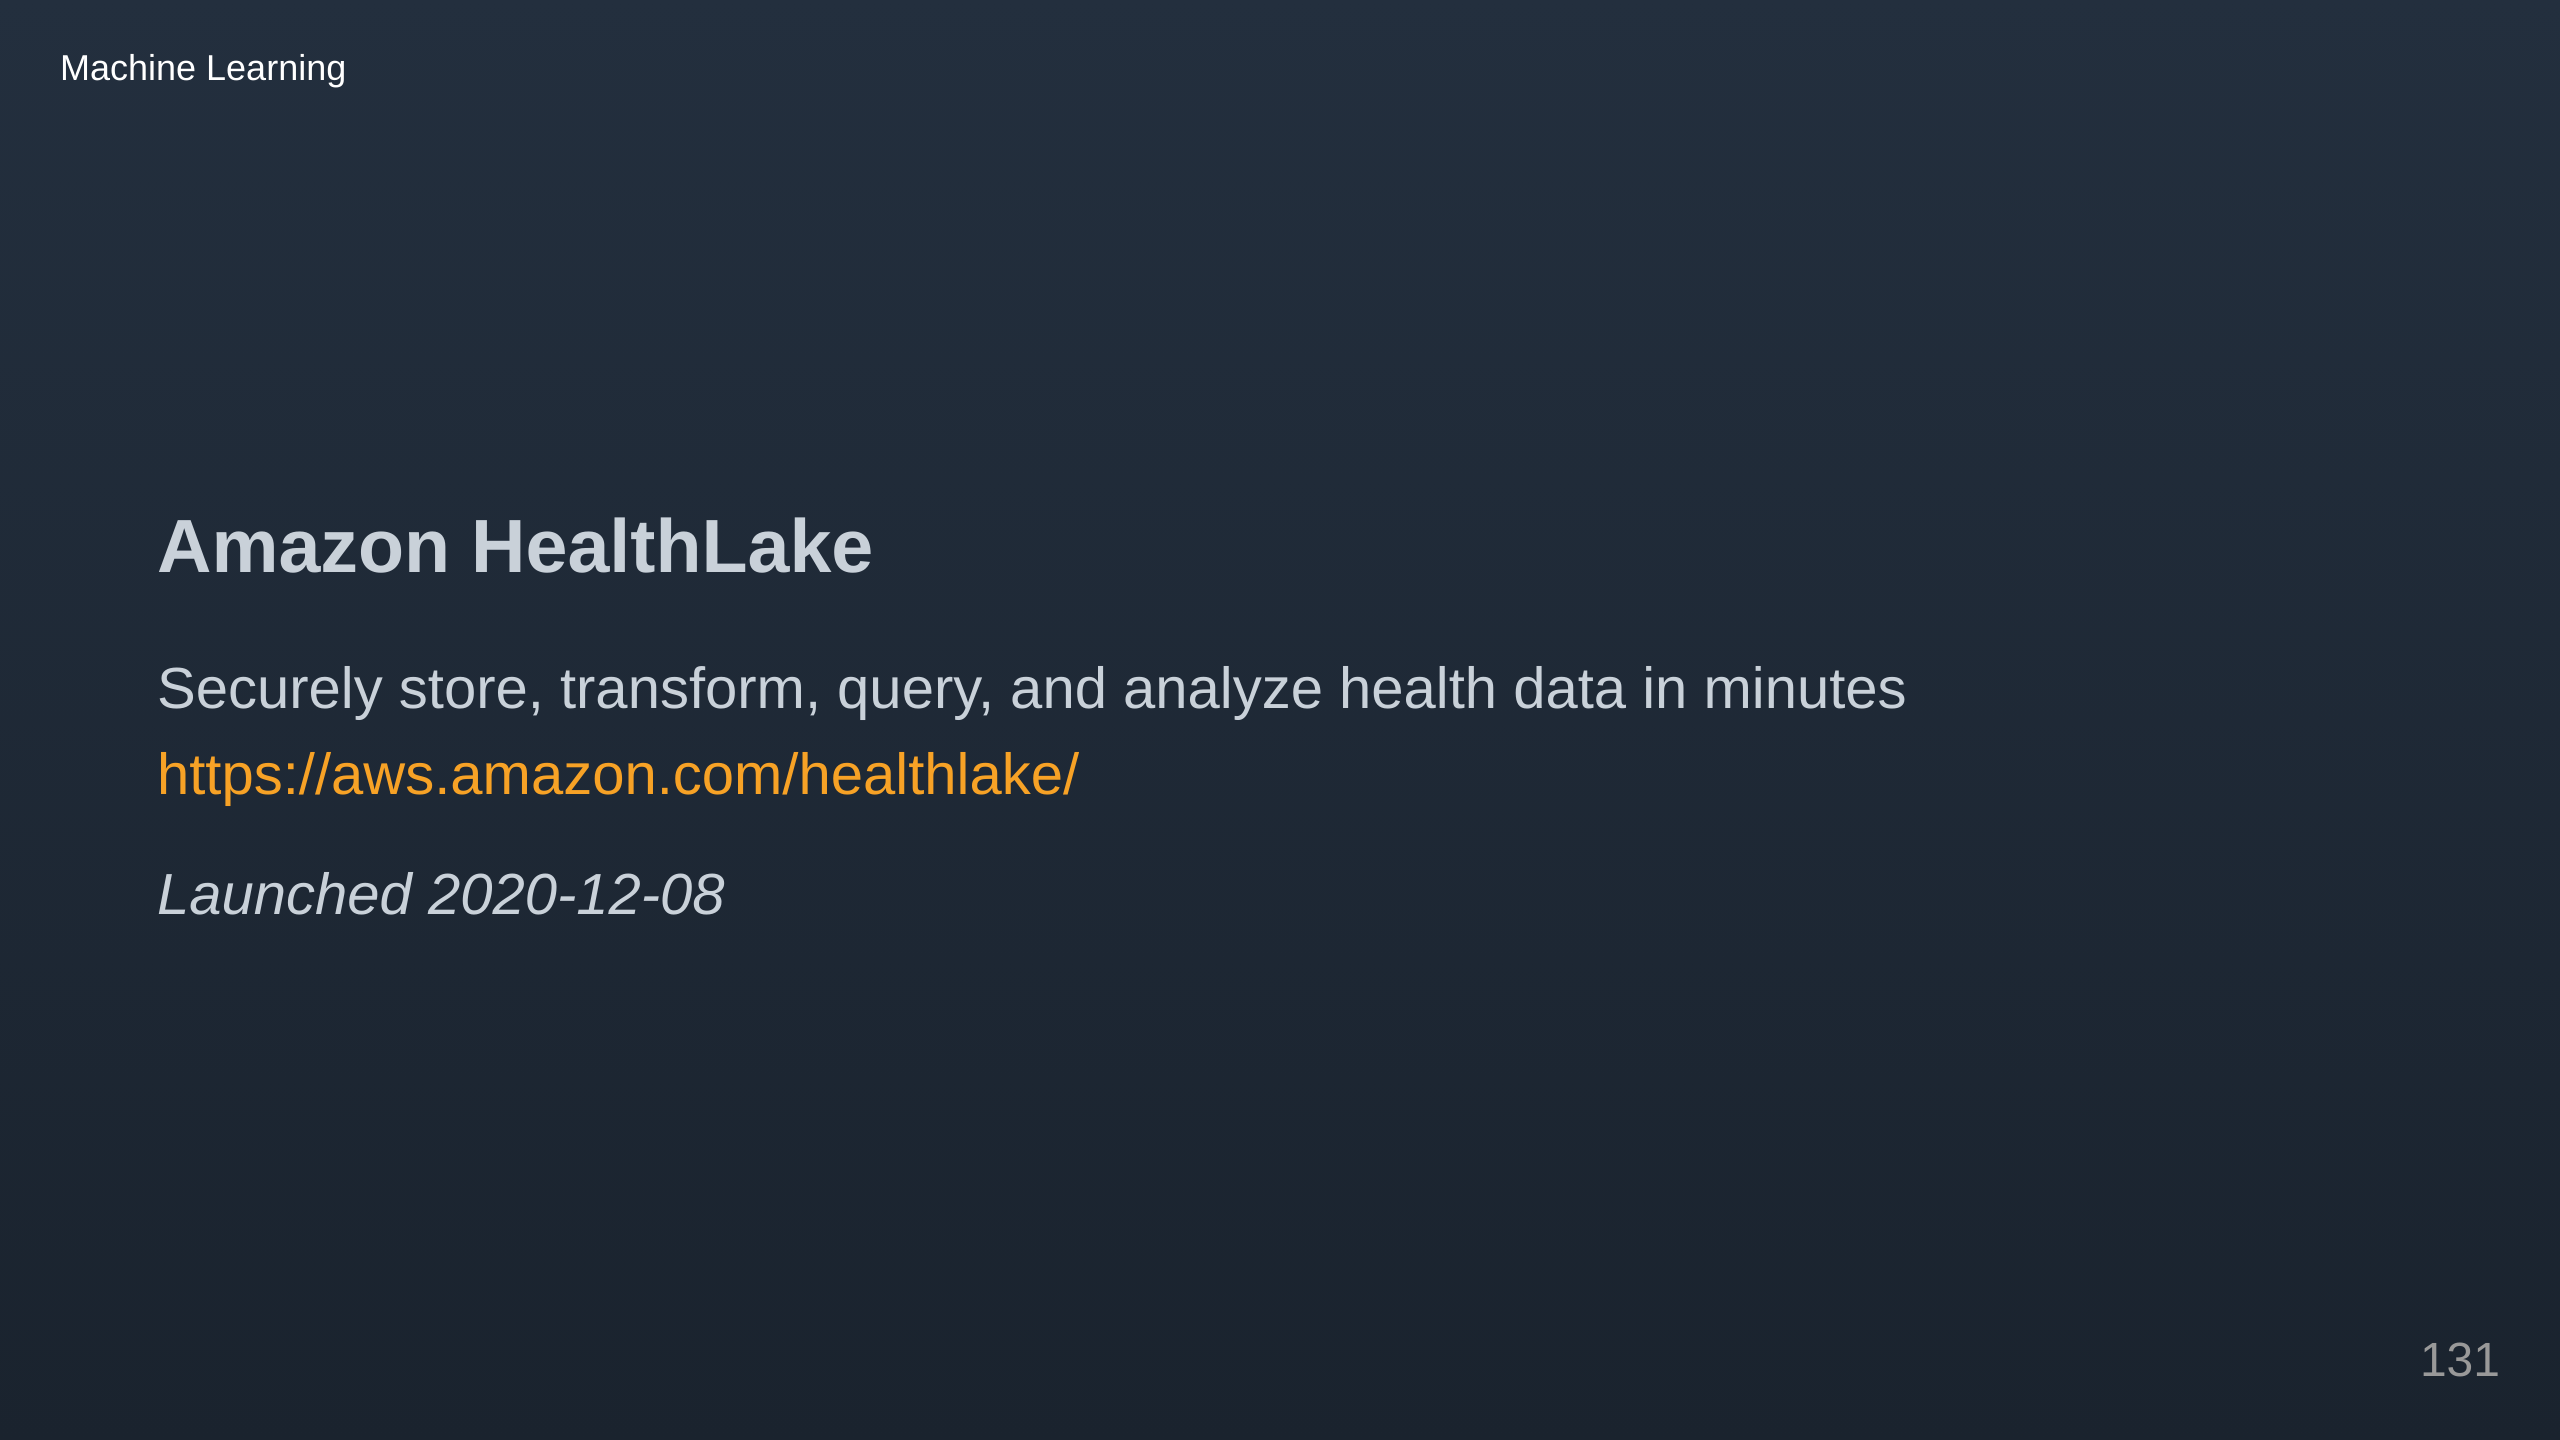 Machine Learning
Amazon HealthLake
Securely store, transform, query, and analyze health data in minutes
https://aws.amazon.com/healthlake/
Launched 2020-12-08
131